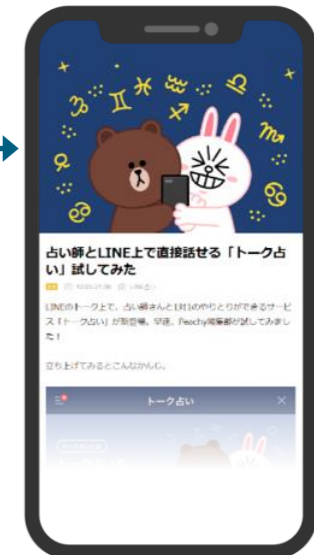 占い師とLINE上で直接話せる「トーク占
い」試してみた
LINEのトーク上で、占い師さんと1対1のやりとりができるサービ
ス「トーク占い」が新登場。早速、Peachy編集部が試してみまし
た！
立ち上げてみるとこんなかんじ。
トーク占い